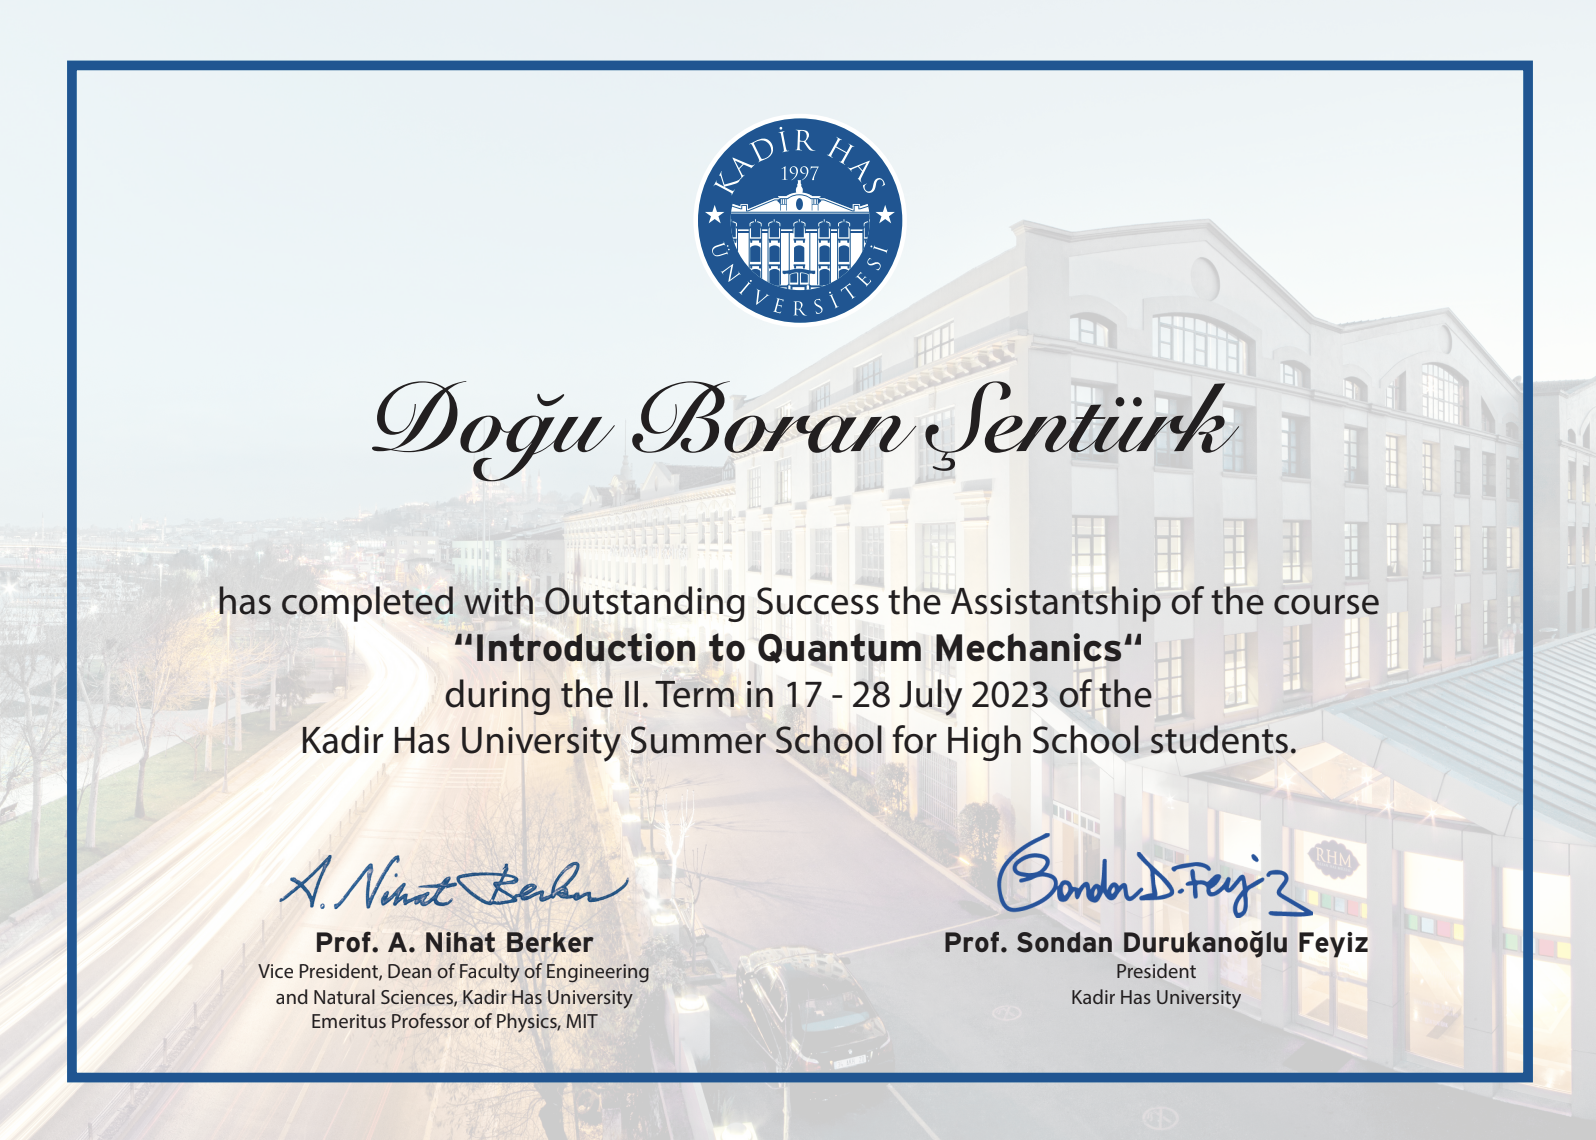 KADİR HAS
1997
ÜNİVERSİTESİ
Doğu Boran Şentürk
has completed with Outstanding Success the Assistantship of the course
“Introduction to Quantum Mechanics“
during the II. Term in 17 - 28 July 2023 of the
Kadir Has University Summer School for High School students.
RHM
A. Nihat Berker
Sondan D. Feyiz
Prof. A. Nihat Berker
Vice President, Dean of Faculty of Engineering
and Natural Sciences, Kadir Has University
Emeritus Professor of Physics, MIT
Prof. Sondan Durukanoğlu Feyiz
President
Kadir Has University